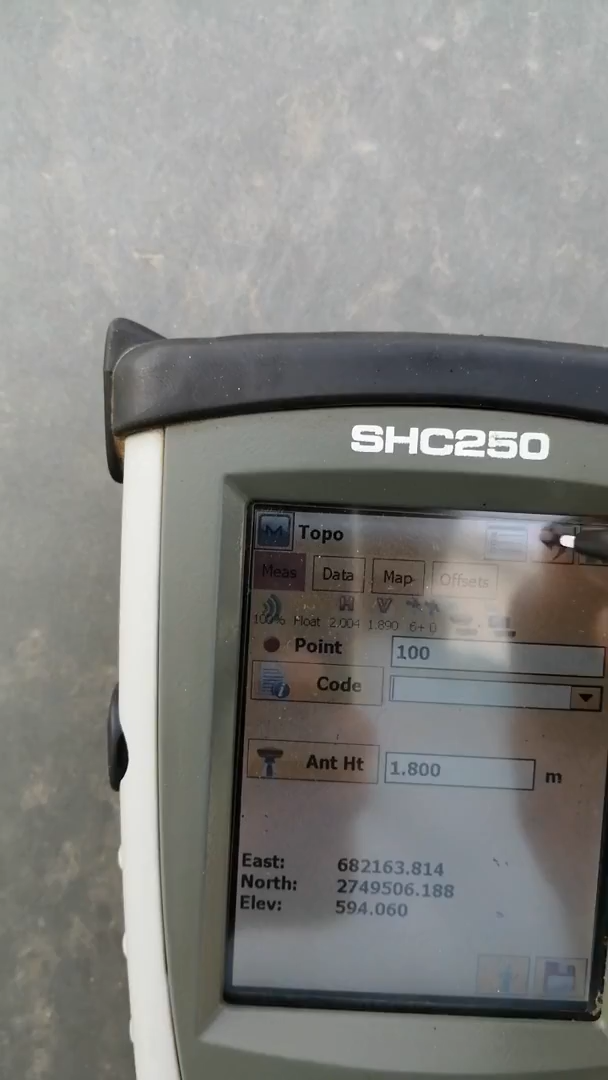 SHC250
Topo
Meas Data Map Offsets
H V
100% Float 2.004 1.890 6+0
Point 100
Code
Ant Ht 1.800 m
East: 682163.814
North: 2749506.188
Elev: 594.060